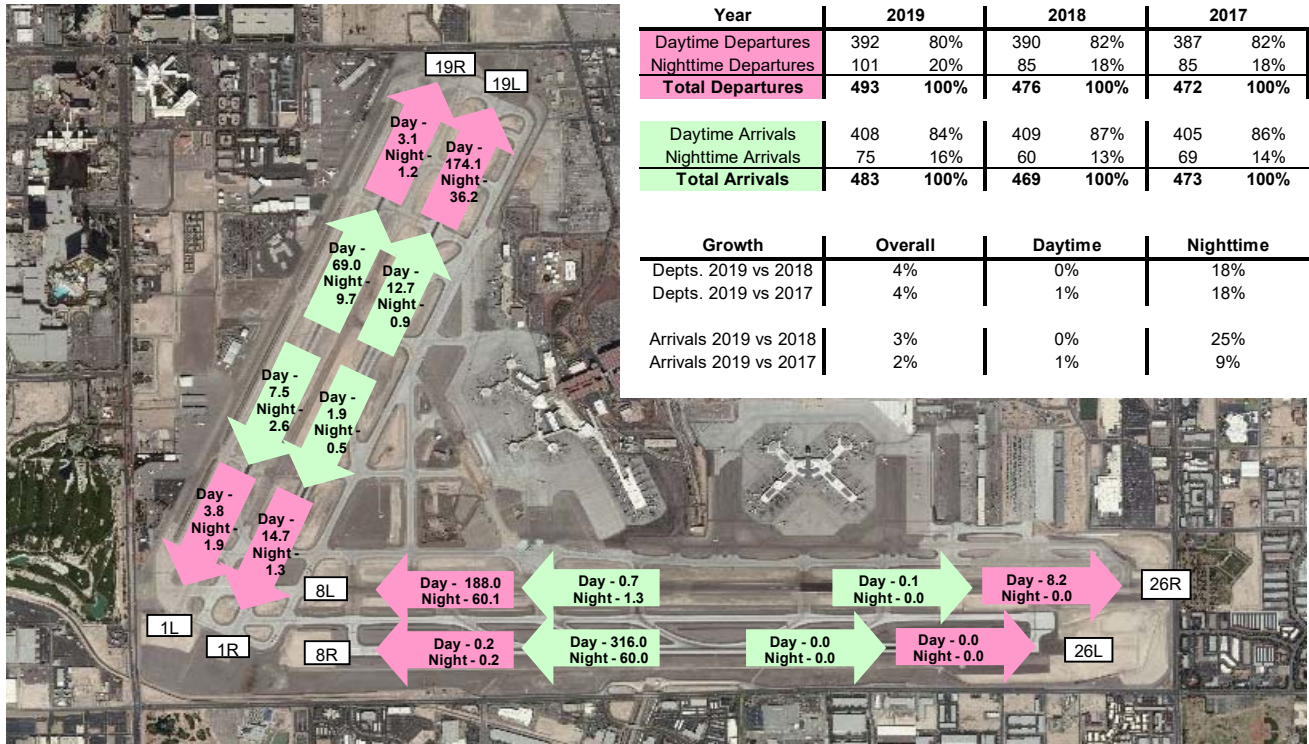 Year 2019 2018 2017
Daytime Departures 392 80% 390 82% 387 82%
Nighttime Departures 101 20% 85 18% 85 18%
Total Departures 493 100% 476 100% 472 100%
Daytime Arrivals 408 84% 409 87% 405 86%
Nighttime Arrivals 75 16% 60 13% 69 14%
Total Arrivals 483 100% 469 100% 473 100%
Growth Overall Daytime Nighttime
Depts. 2019 vs 2018 4% 0% 18%
Depts. 2019 vs 2017 4% 1% 18%
Arrivals 2019 vs 2018 3% 0% 25%
Arrivals 2019 vs 2017 2% 1% 9%
19R
19L
Day -
3.1
Night -
1.2
Day -
174.1
Night -
36.2
Day -
69.0
Night -
9.7
Day -
12.7
Night -
0.9
Day -
7.5
Night -
2.6
Day -
1.9
Night -
0.5
Day -
3.8
Night -
1.9
Day -
14.7
Night -
1.3
1L
1R
8L
8R
Day - 188.0
Night - 60.1
Day - 0.7
Night - 1.3
Day - 0.1
Night - 0.0
Day - 8.2
Night - 0.0
26R
Day - 0.2
Night - 0.2
Day - 316.0
Night - 60.0
Day - 0.0
Night - 0.0
Day - 0.0
Night - 0.0
26L